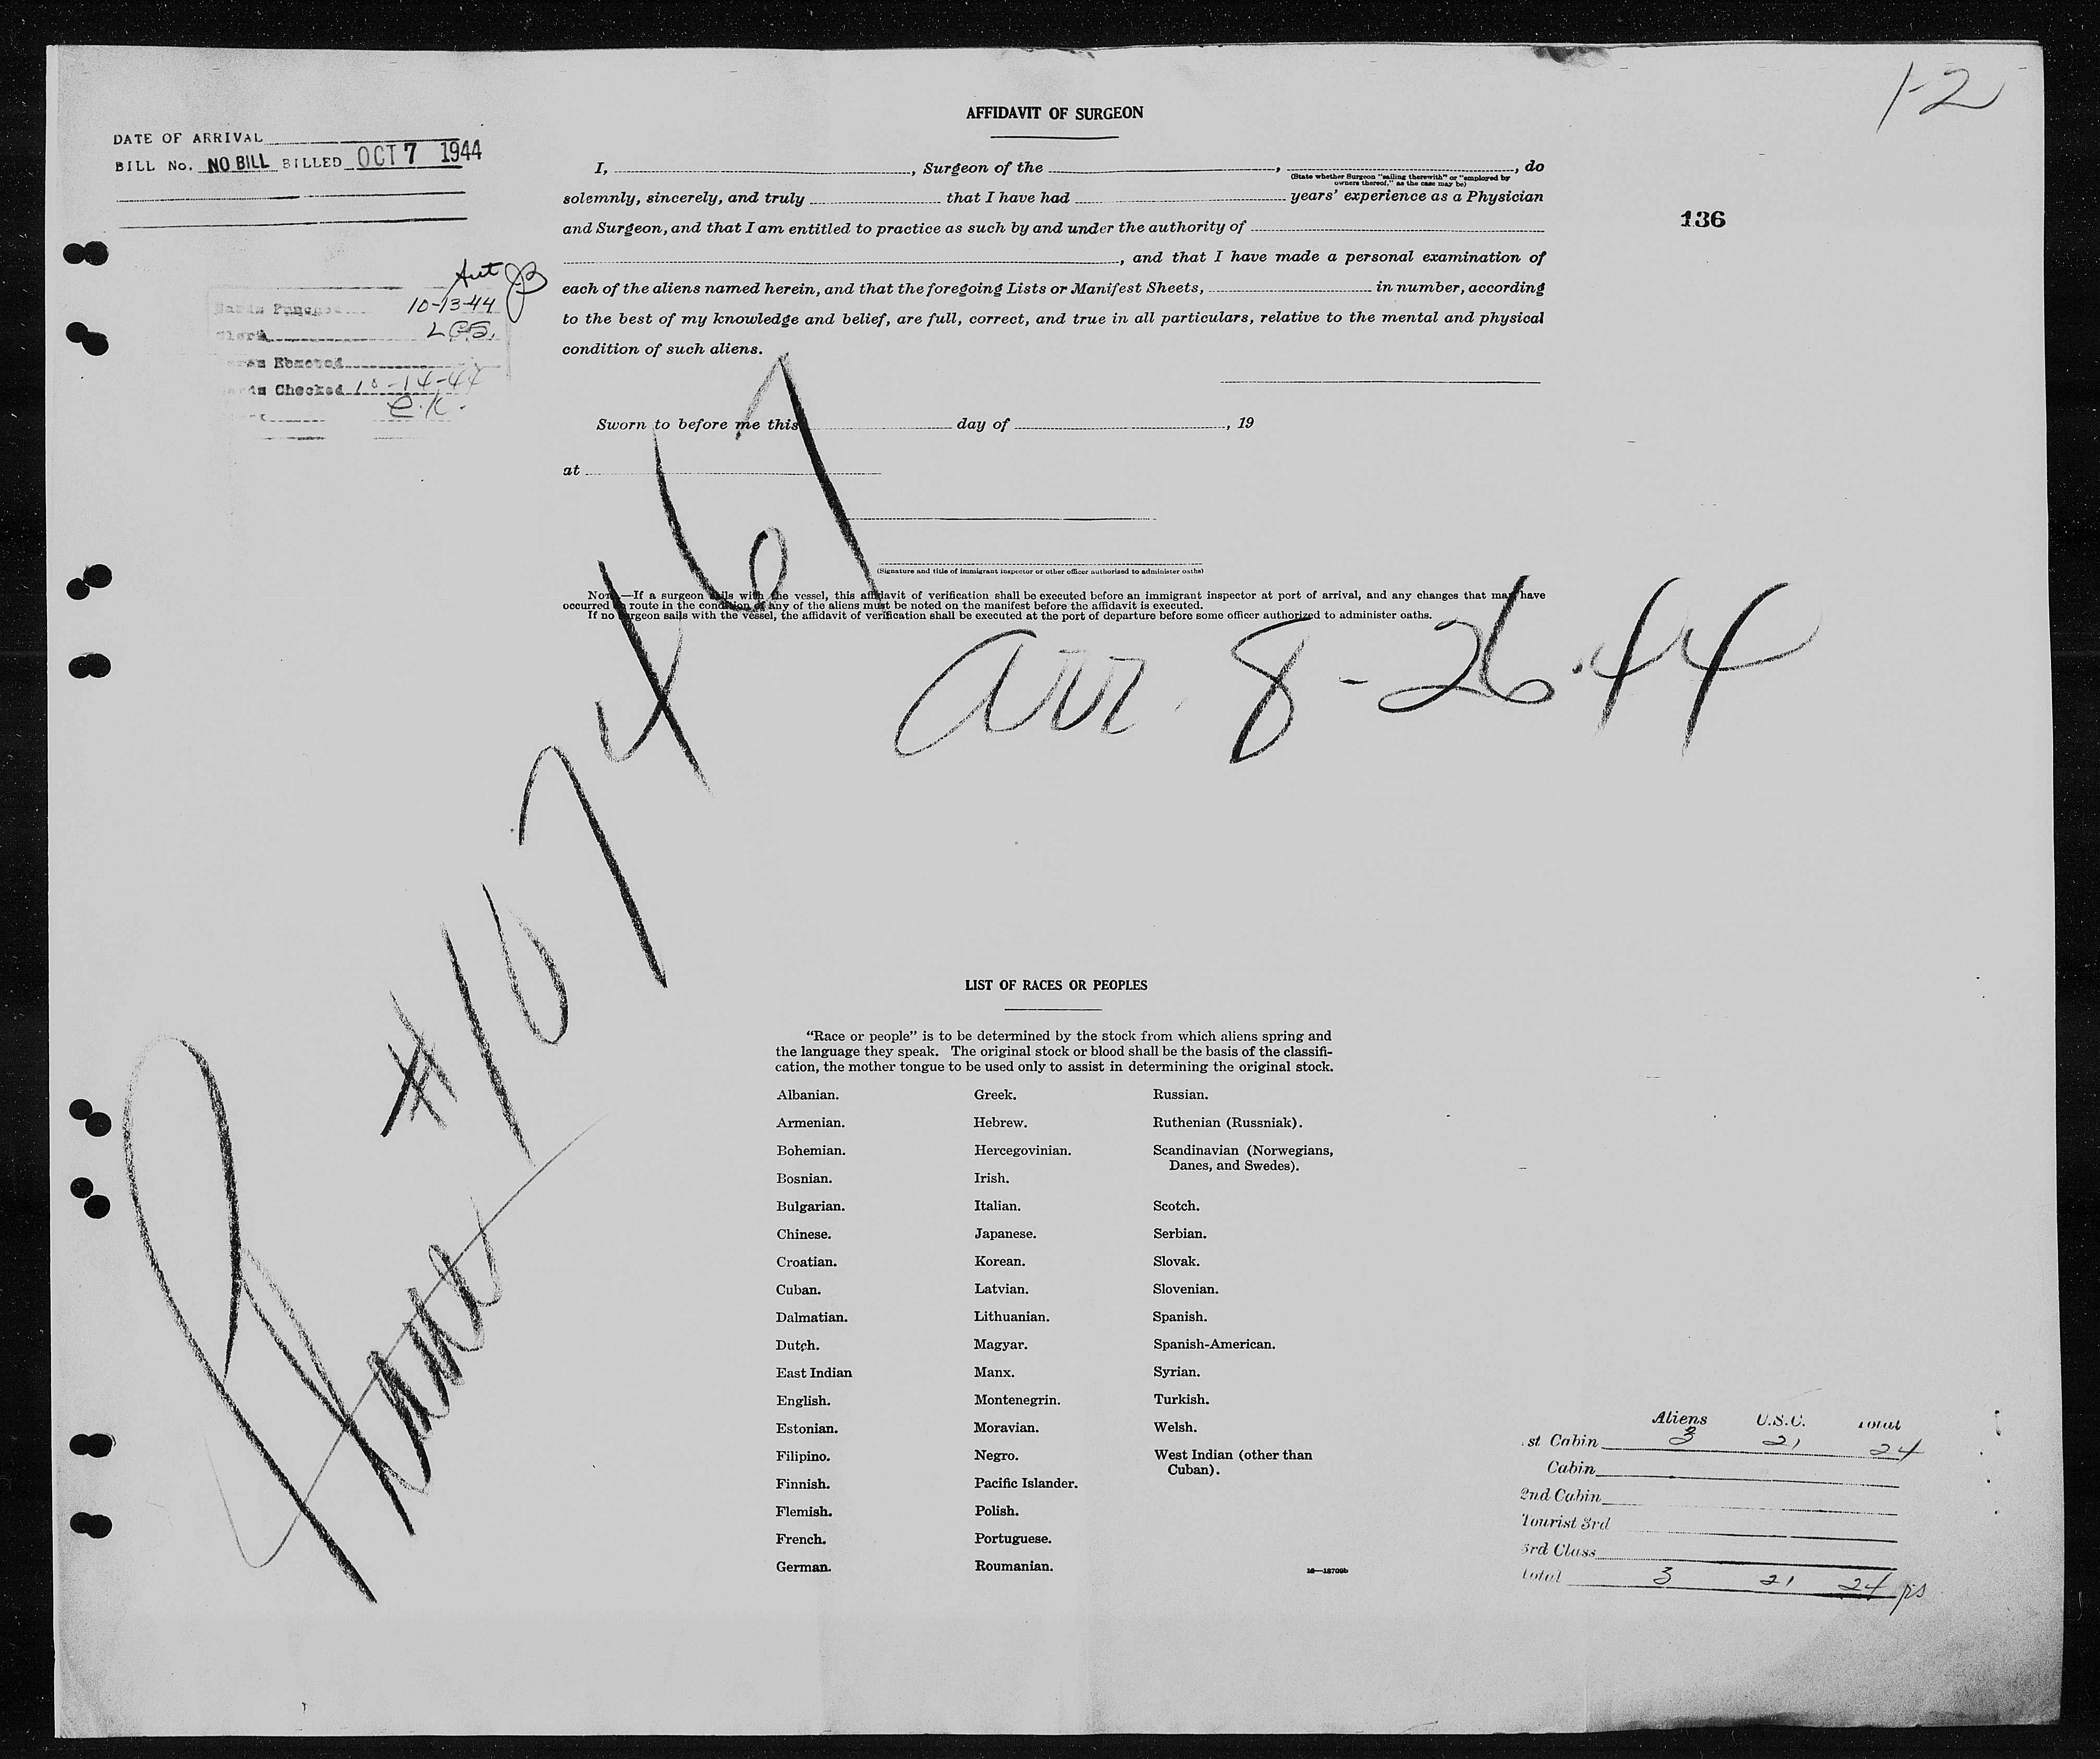 1-2
AFFIDAVIT OF SURGEON
DATE OF ARRIVAL
BILL No. NO BILL BILLED OCT 7 1944
136
I, , Surgeon of the , , do
(State whether Surgeon "sailing therewith" or "employed by
owners thereof," as the case may be)
solemnly, sincerely, and truly that I have had years' experience as a Physician
and Surgeon, and that I am entitled to practice as such by and under the authority of
, and that I have made a personal examination of
each of the aliens named herein, and that the foregoing Lists or Manifest Sheets, in number, according
to the best of my knowledge and belief, are full, correct, and true in all particulars, relative to the mental and physical
condition of such aliens.
10-13-44
Checked 10-14-44
e.k.
Sworn to before me this day of , 19
at
(Signature and title of immigrant inspector or other officer authorized to administer oaths)
NOTE.—If a surgeon sails with the vessel, this affidavit of verification shall be executed before an immigrant inspector at port of arrival, and any changes that may have
occurred en route in the condition of any of the aliens must be noted on the manifest before the affidavit is executed.
If no surgeon sails with the vessel, the affidavit of verification shall be executed at the port of departure before some officer authorized to administer oaths.
arr. 8-26-44
#107467
LIST OF RACES OR PEOPLES
"Race or people" is to be determined by the stock from which aliens spring and
the language they speak. The original stock or blood shall be the basis of the classifi-
cation, the mother tongue to be used only to assist in determining the original stock.
Albanian. Greek. Russian.
Armenian. Hebrew. Ruthenian (Russniak).
Bohemian. Hercegovinian. Scandinavian (Norwegians,
Danes, and Swedes).
Bosnian. Irish.
Bulgarian. Italian. Scotch.
Chinese. Japanese. Serbian.
Croatian. Korean. Slovak.
Cuban. Latvian. Slovenian.
Dalmatian. Lithuanian. Spanish.
Dutch. Magyar. Spanish-American.
East Indian Manx. Syrian.
English. Montenegrin. Turkish.
Estonian. Moravian. Welsh.
Filipino. Negro. West Indian (other than
Cuban).
Finnish. Pacific Islander.
Flemish. Polish.
French. Portuguese.
German. Roumanian.
16—18709b
Aliens U.S.C. Total
1st Cabin 3 21 24
Cabin
2nd Cabin
Tourist 3rd
3rd Class
Total 3 21 24